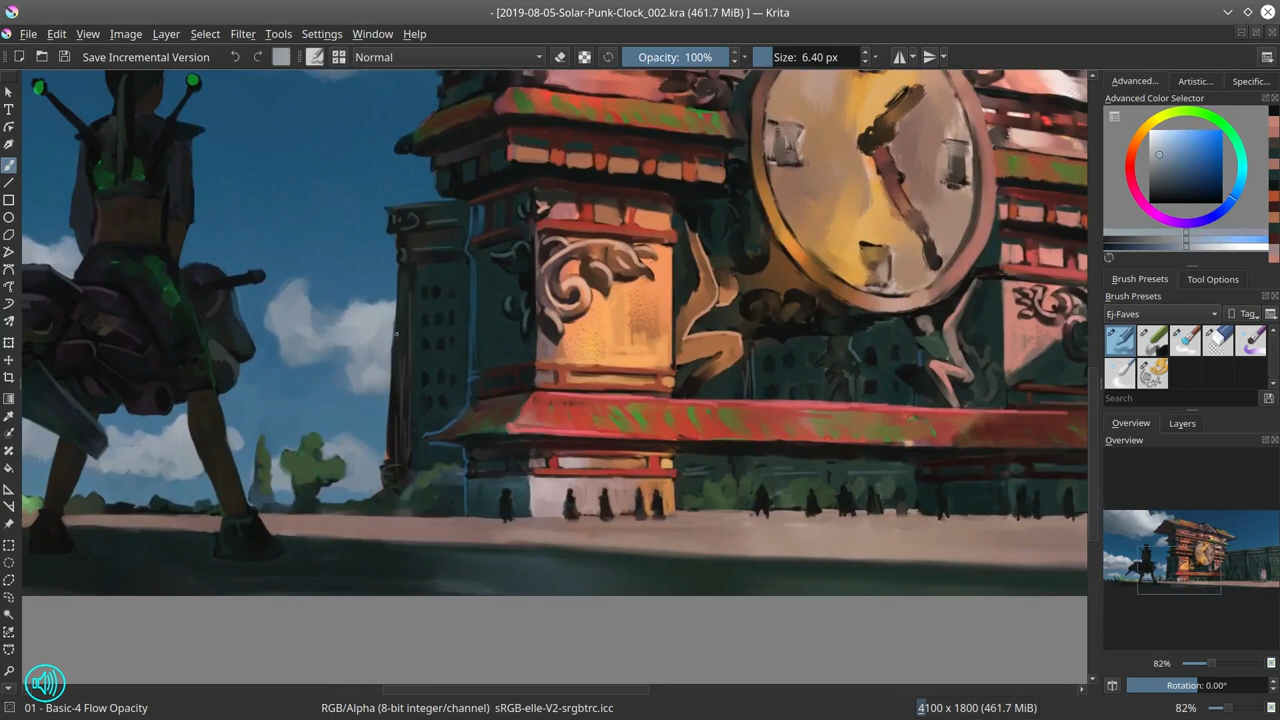 - [2019-08-05-Solar-Punk-Clock_002.kra (461.7 MiB) ] — Krita
File Edit View Image Layer Select Filter Tools Settings Window Help
Save Incremental Version Normal Opacity: 100% Size: 6.40 px
Advanced... Artistic... Specific...
Advanced Color Selector
Brush Presets Tool Options
Brush Presets
Ej-Faves Tag
Search
Overview Layers
Overview
82%
Rotation: 0.00°
01 - Basic-4 Flow Opacity RGB/Alpha (8-bit integer/channel) sRGB-elle-V2-srgbtrc.icc 4100 x 1800 (461.7 MiB) 82%